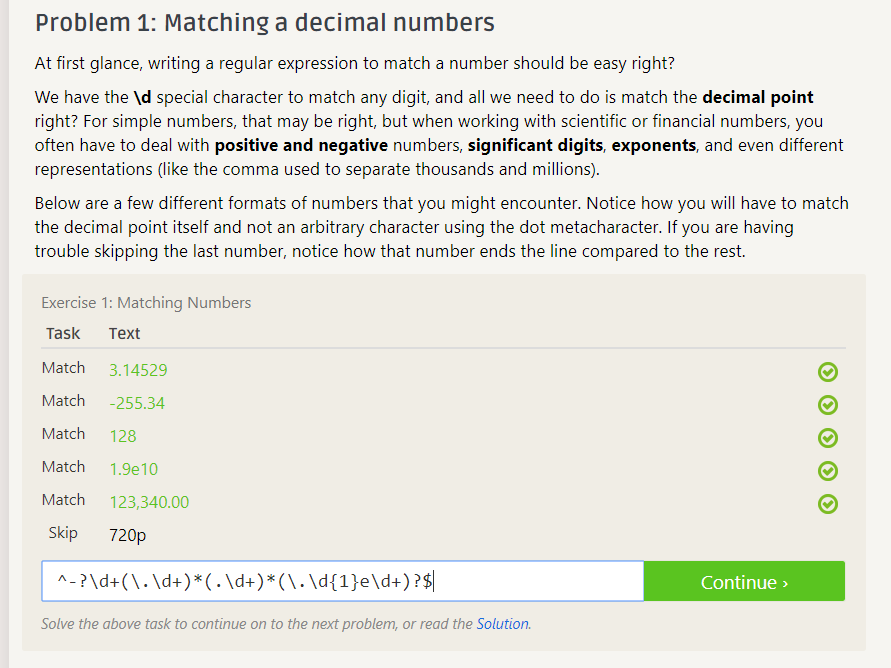 Problem 1: Matching a decimal numbers
At first glance, writing a regular expression to match a number should be easy right?
We have the \d special character to match any digit, and all we need to do is match the decimal point
right? For simple numbers, that may be right, but when working with scientific or financial numbers, you
often have to deal with positive and negative numbers, significant digits, exponents, and even different
representations (like the comma used to separate thousands and millions).
Below are a few different formats of numbers that you might encounter. Notice how you will have to match
the decimal point itself and not an arbitrary character using the dot metacharacter. If you are having
trouble skipping the last number, notice how that number ends the line compared to the rest.
Exercise 1: Matching Numbers
Task Text
Match 3.14529
Match -255.34
Match 128
Match 1.9e10
Match 123,340.00
Skip 720p
^-?\d+(\.\d+)*(.\d+)*(\.\d{1}e\d+)?$
Continue ›
Solve the above task to continue on to the next problem, or read the Solution.